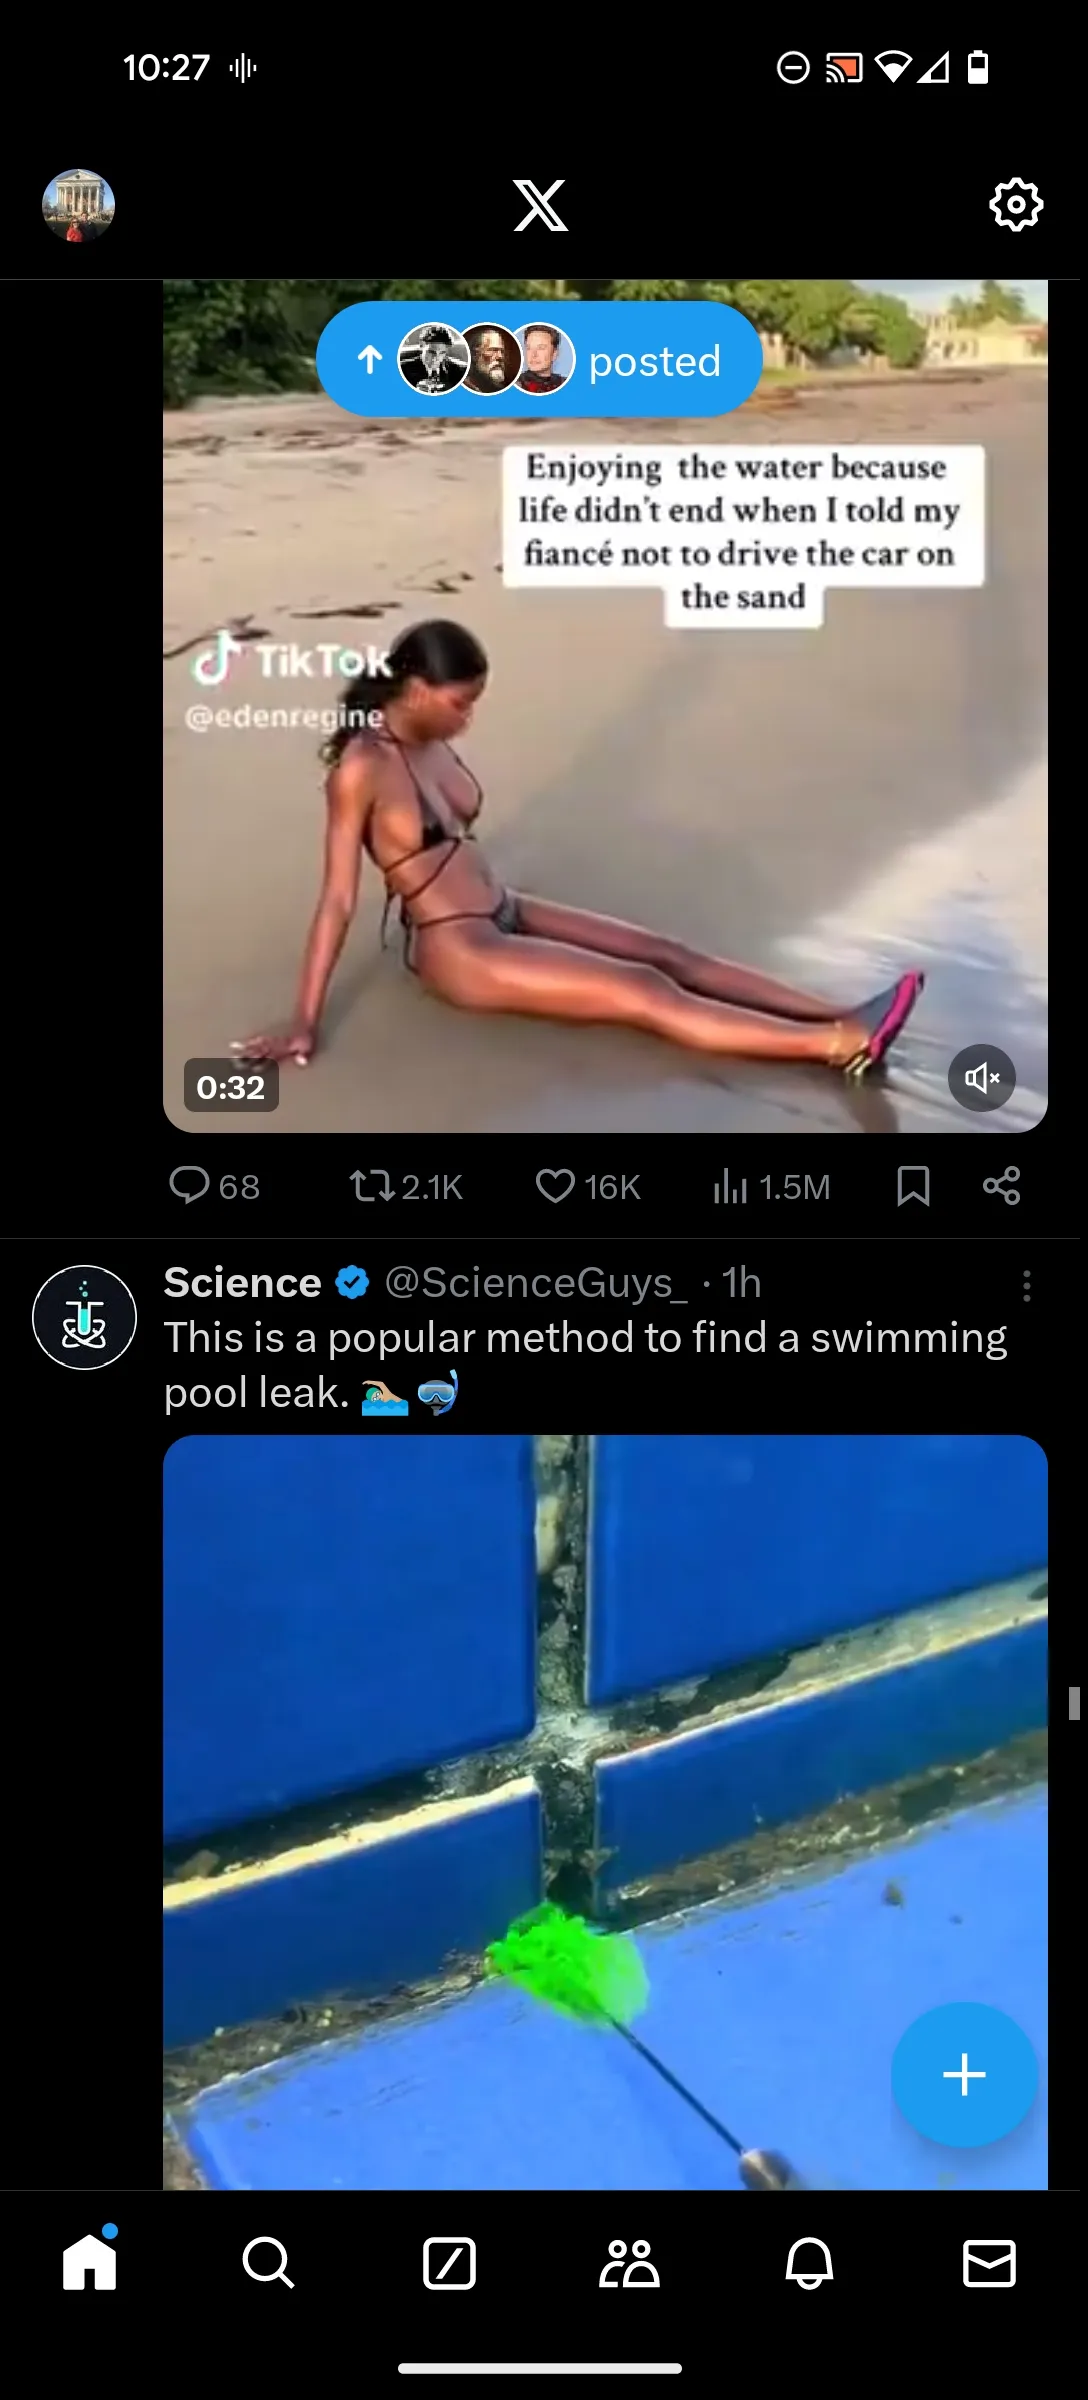 10:27
posted
Enjoying the water because
life didn't end when I told my
fiancé not to drive the car on
the sand
TikTok
@edenregine
0:32
68
2.1K
16K
1.5M
Science @ScienceGuys_ · 1h
This is a popular method to find a swimming
pool leak. 🏊🏼‍♂️🤿